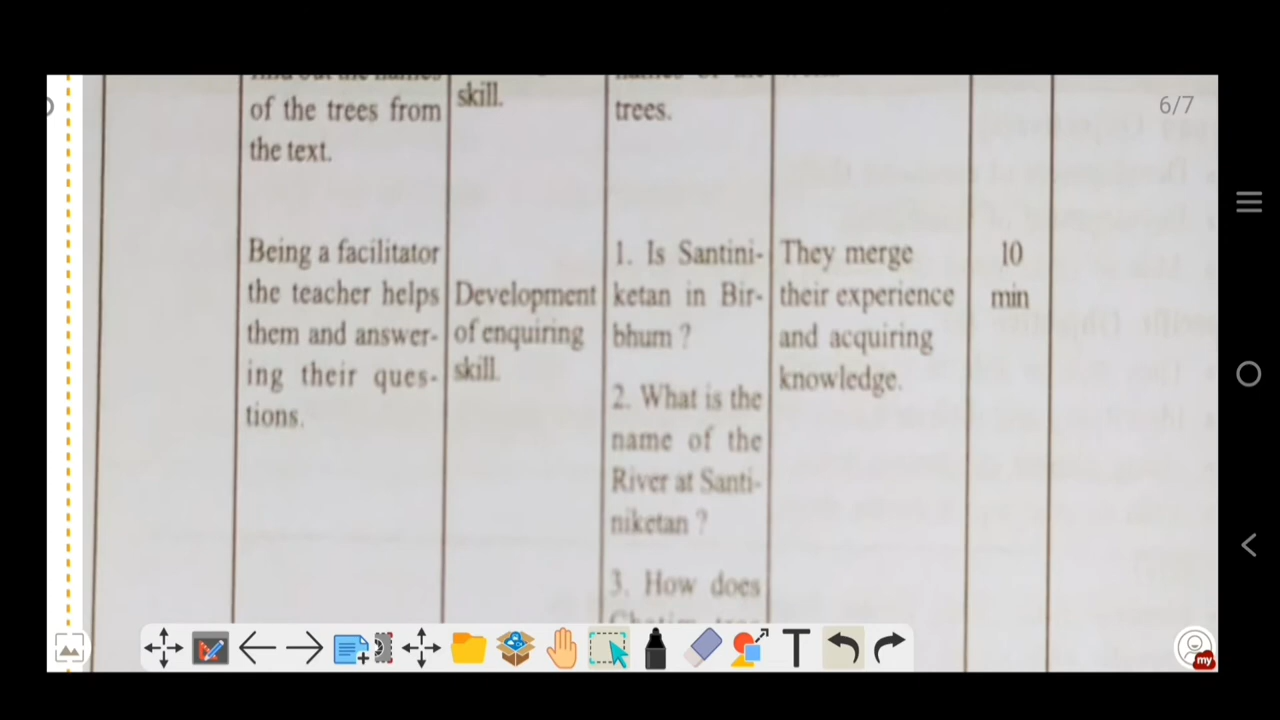 6/7
of the trees from
the text.
skill.
trees.
Being a facilitator
the teacher helps
them and answer-
ing their ques-
tions.
Development
of enquiring
skill.
1. Is Santini-
ketan in Bir-
bhum ?
2. What is the
name of the
River at Santi-
niketan ?
3. How does
They merge
their experience
and acquiring
knowledge.
10
min
T
my